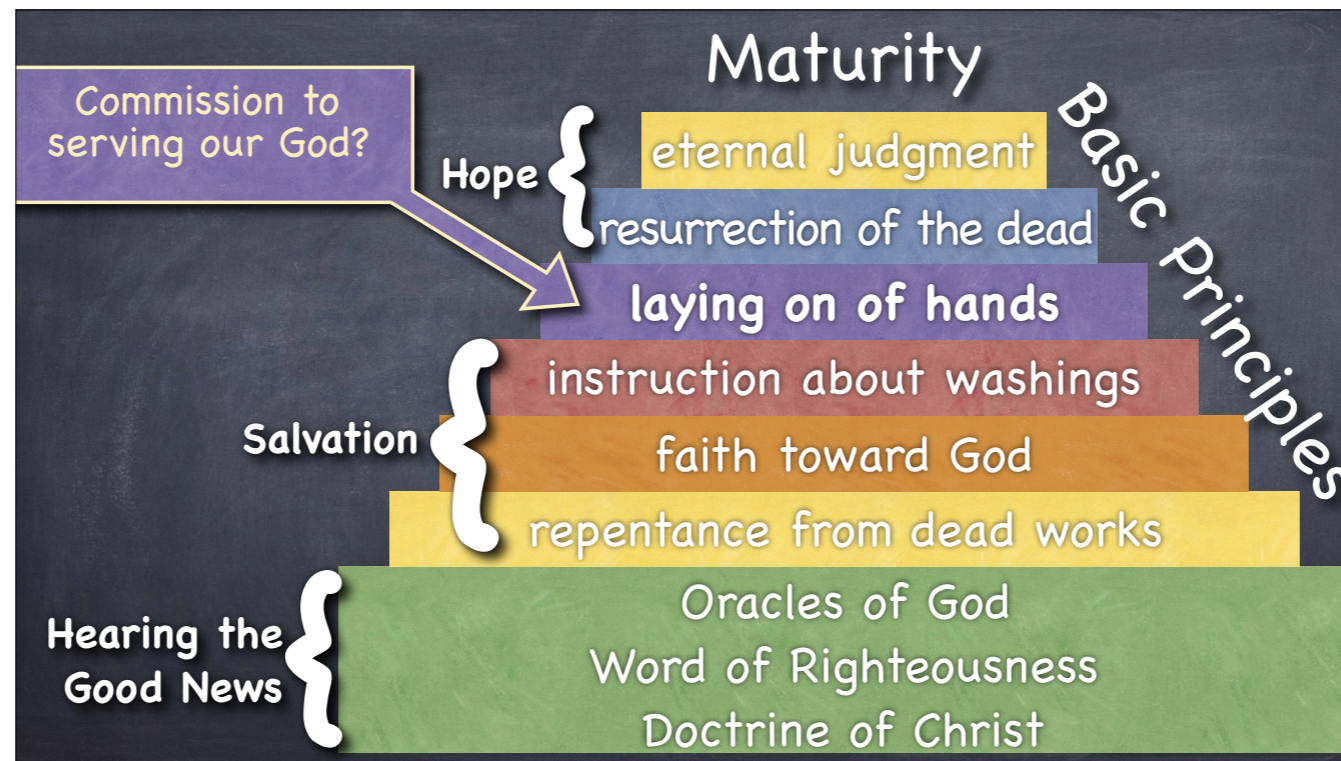 Maturity
Basic Principles
Commission to
serving our God?
Hope
eternal judgment
resurrection of the dead
laying on of hands
Salvation
instruction about washings
faith toward God
repentance from dead works
Hearing the
Good News
Oracles of God
Word of Righteousness
Doctrine of Christ